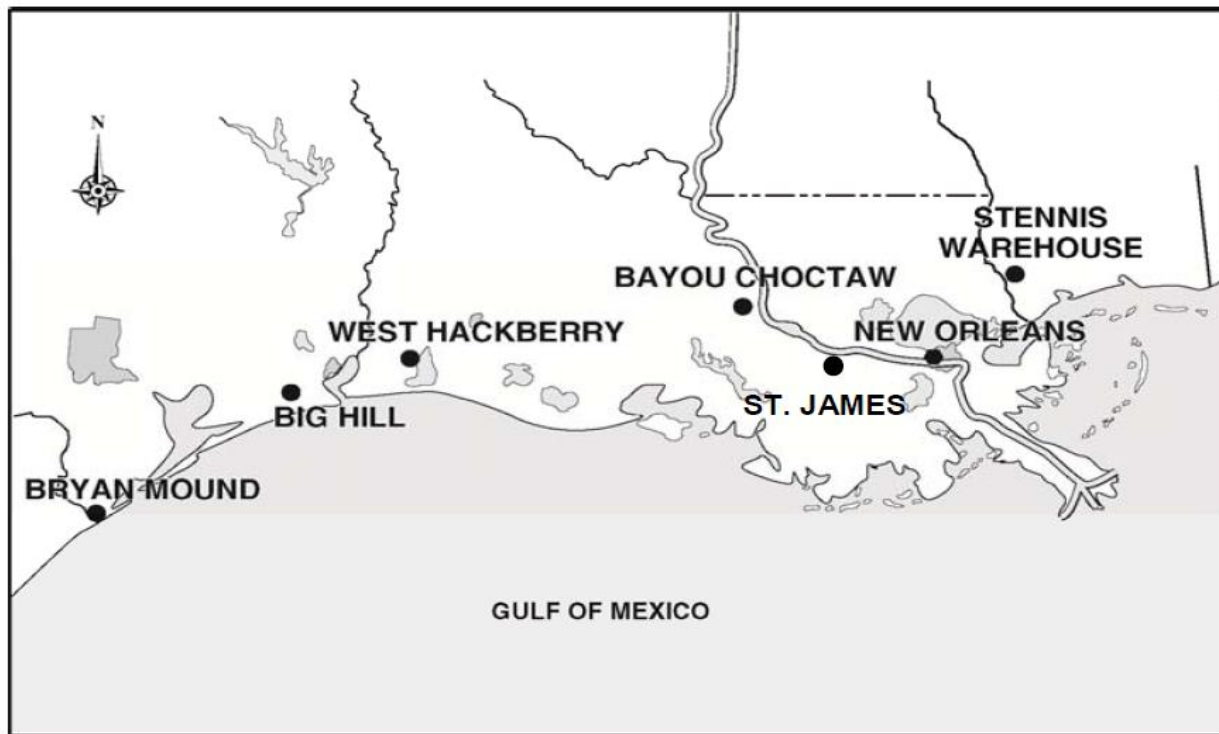 N
STENNIS
WAREHOUSE
BAYOU CHOCTAW
WEST HACKBERRY
NEW ORLEANS
BIG HILL
ST. JAMES
BRYAN MOUND
GULF OF MEXICO